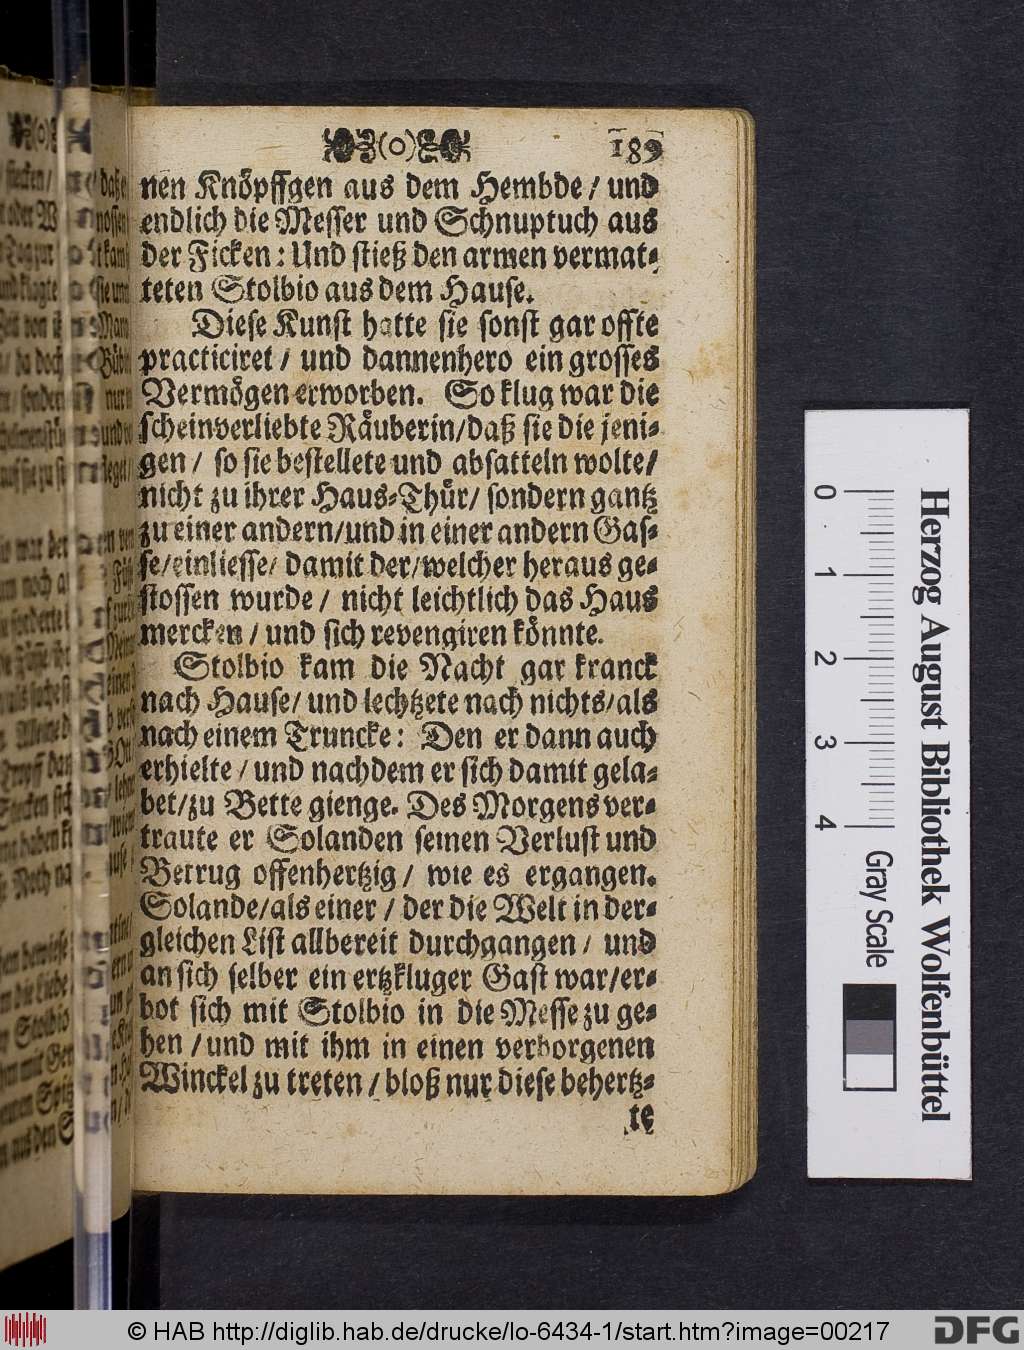 (o) 189
nen Knöpffgen aus dem Hembde / und
endlich die Messer und Schnuptuch aus
der Ficken: Und stieß den armen vermat-
teten Stolbio aus dem Hause.
Diese Kunst hatte sie sonst gar offte
practiciret / und dannenhero ein grosses
Vermögen erworben. So klug war die
scheinverliebte Räuberin/daß sie die jeni-
gen / so sie bestellete und absatteln wolte/
nicht zu ihrer Haus-Thür/ sondern gantz
zu einer andern/und in einer andern Gas-
se/einliesse/ damit der/welcher heraus ge-
stossen wurde / nicht leichtlich das Haus
mercken / und sich revengiren könnte.
Stolbio kam die Nacht gar kranck
nach Hause/ und lechtzete nach nichts/als
nach einem Truncke: Den er dann auch
erhielte / und nachdem er sich damit gela-
bet/zu Bette gienge. Des Morgens ver-
traute er Solanden seinen Verlust und
Betrug offenhertzig / wie es ergangen.
Solande/als einer / der die Welt in der-
gleichen List allbereit durchgangen / und
an sich selber ein ertzkluger Gast war/er-
bot sich mit Stolbio in die Messe zu ge-
hen / und mit ihm in einen verborgenen
Winckel zu treten / bloß nur diese behertz-
te
Herzog August Bibliothek Wolfenbüttel
0 1 2 3 4 Gray Scale
© HAB http://diglib.hab.de/drucke/lo-6434-1/start.htm?image=00217
DFG